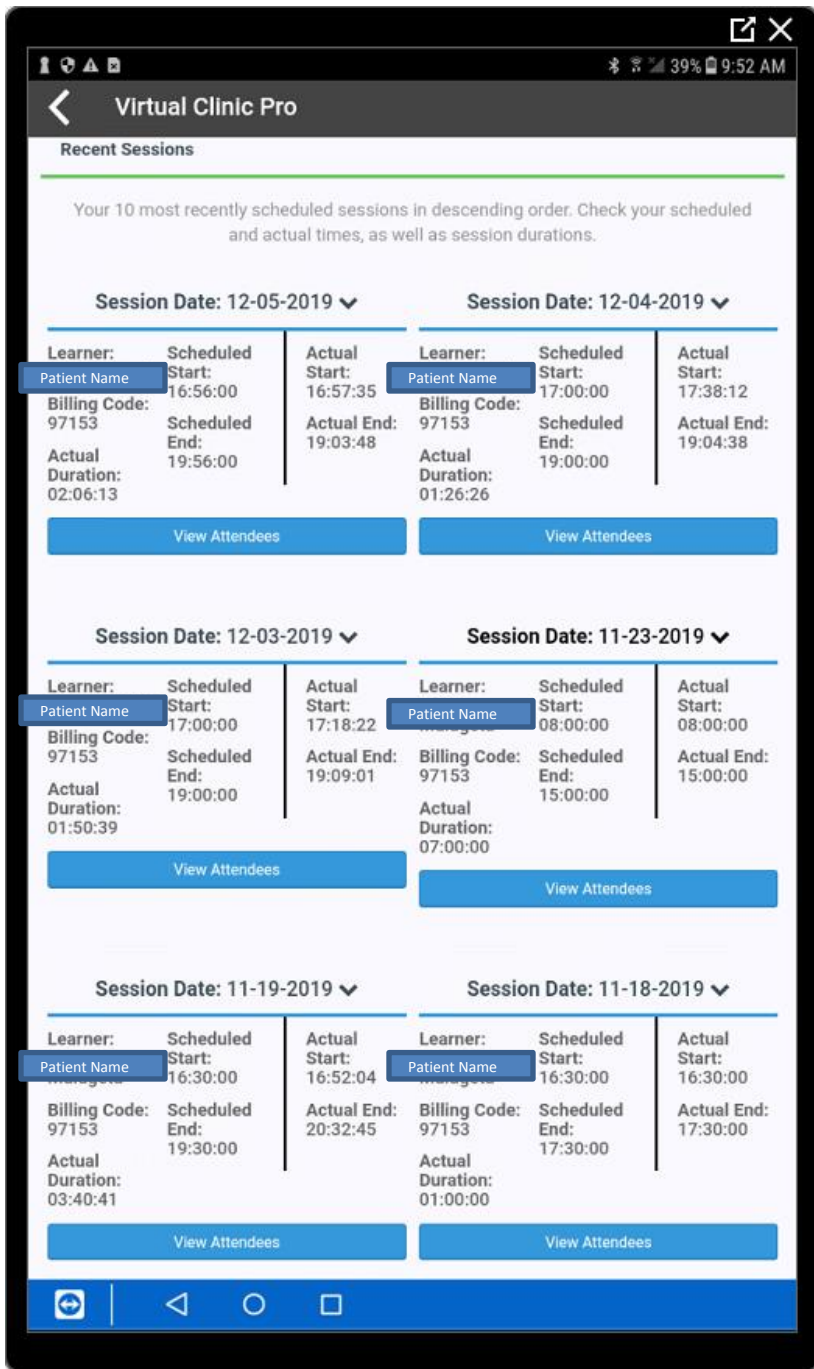 39% 9:52 AM
Virtual Clinic Pro
Recent Sessions
Your 10 most recently scheduled sessions in descending order. Check your scheduled
and actual times, as well as session durations.
Session Date: 12-05-2019
Learner:
Patient Name
Billing Code:
97153
Actual
Duration:
02:06:13
Scheduled
Start:
16:56:00
Scheduled
End:
19:56:00
Actual
Start:
16:57:35
Actual End:
19:03:48
View Attendees
Session Date: 12-04-2019
Learner:
Patient Name
Billing Code:
97153
Actual
Duration:
01:26:26
Scheduled
Start:
17:00:00
Scheduled
End:
19:00:00
Actual
Start:
17:38:12
Actual End:
19:04:38
View Attendees
Session Date: 12-03-2019
Learner:
Patient Name
Billing Code:
97153
Actual
Duration:
01:50:39
Scheduled
Start:
17:00:00
Scheduled
End:
19:00:00
Actual
Start:
17:18:22
Actual End:
19:09:01
View Attendees
Session Date: 11-23-2019
Learner:
Patient Name
Billing Code:
97153
Actual
Duration:
07:00:00
Scheduled
Start:
08:00:00
Scheduled
End:
15:00:00
Actual
Start:
08:00:00
Actual End:
15:00:00
View Attendees
Session Date: 11-19-2019
Learner:
Patient Name
Billing Code:
97153
Actual
Duration:
03:40:41
Scheduled
Start:
16:30:00
Scheduled
End:
19:30:00
Actual
Start:
16:52:04
Actual End:
20:32:45
View Attendees
Session Date: 11-18-2019
Learner:
Patient Name
Billing Code:
97153
Actual
Duration:
01:00:00
Scheduled
Start:
16:30:00
Scheduled
End:
17:30:00
Actual
Start:
16:30:00
Actual End:
17:30:00
View Attendees